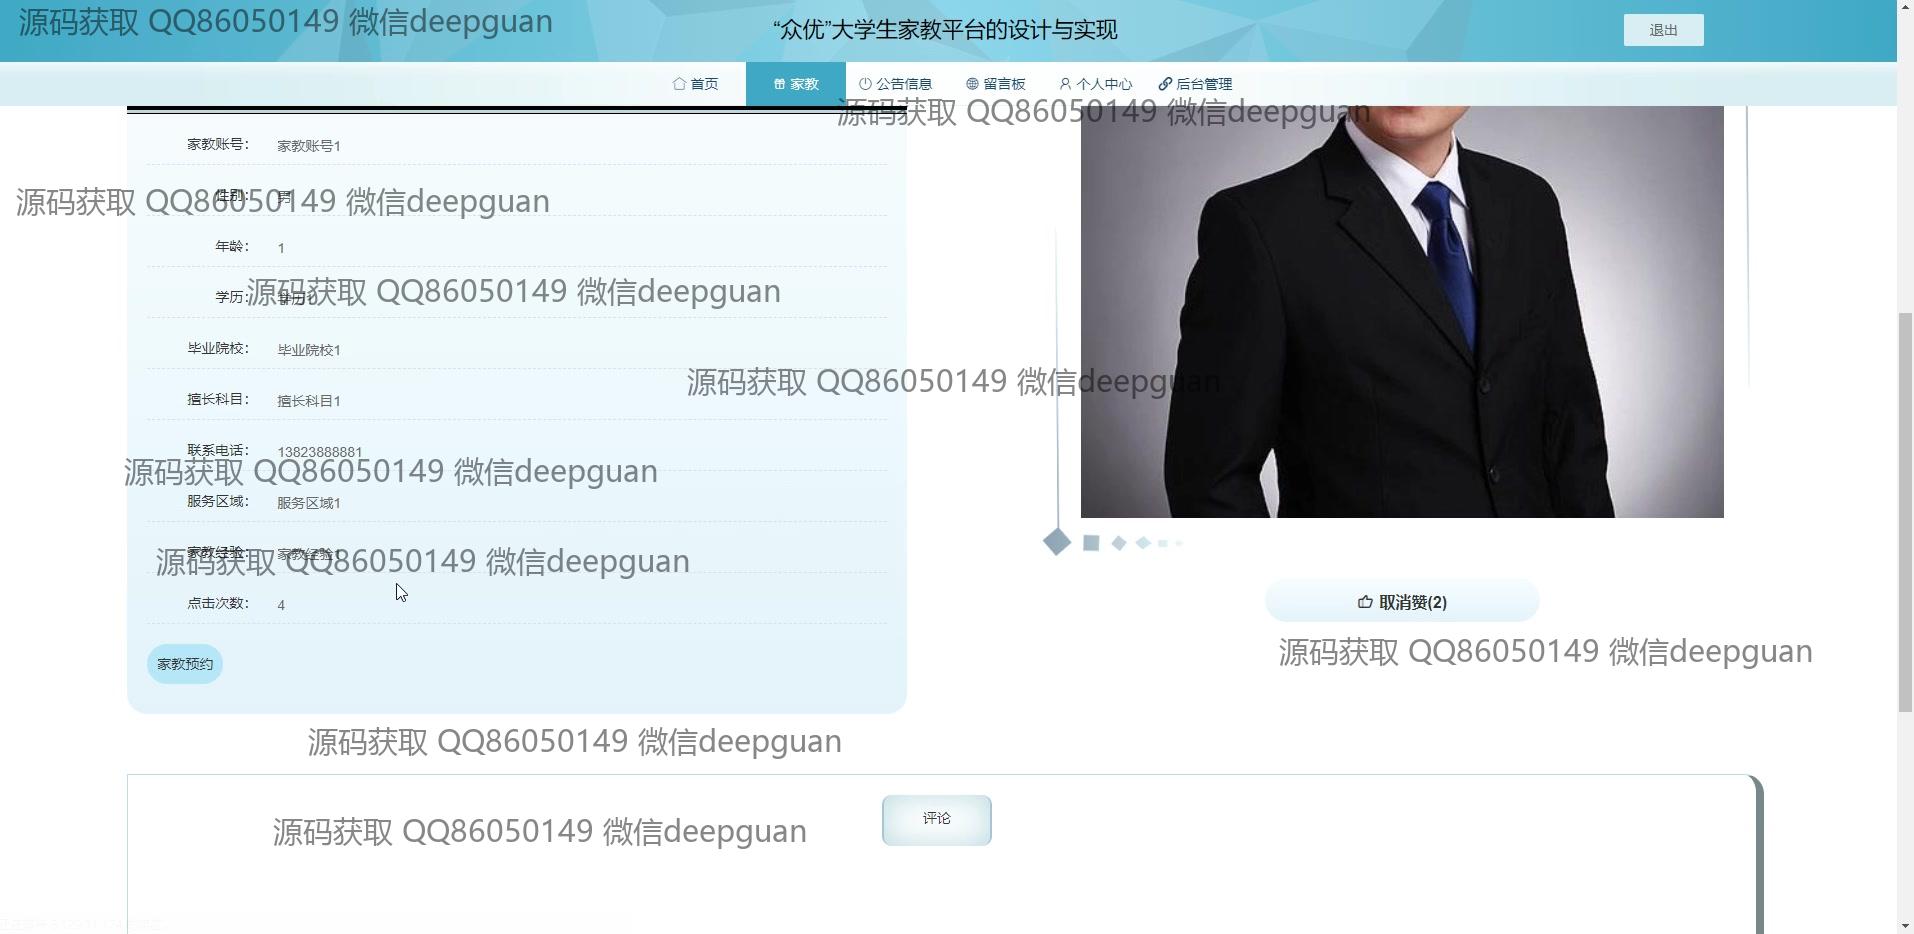 源码获取 QQ86050149 微信deepguan
“众优”大学生家教平台的设计与实现
退出
首页 家教 公告信息 留言板 个人中心 后台管理
源码获取 QQ86050149 微信deepguan
家教账号： 家教账号1
性别： 男
源码获取 QQ86050149 微信deepguan
年龄： 1
学历： 学历1
源码获取 QQ86050149 微信deepguan
毕业院校： 毕业院校1
源码获取 QQ86050149 微信deepguan
擅长科目： 擅长科目1
联系电话： 13823888881
源码获取 QQ86050149 微信deepguan
服务区域： 服务区域1
家教经验： 家教经验1
源码获取 QQ86050149 微信deepguan
点击次数： 4
取消赞(2)
源码获取 QQ86050149 微信deepguan
家教预约
源码获取 QQ86050149 微信deepguan
评论
源码获取 QQ86050149 微信deepguan